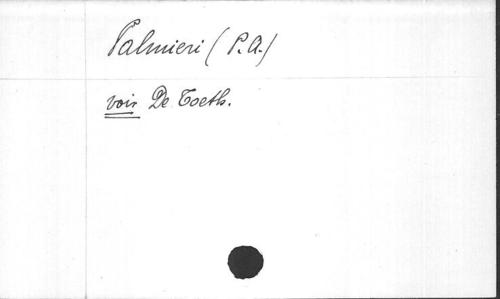 Palmieri (P.A.)
voir De Toeth.